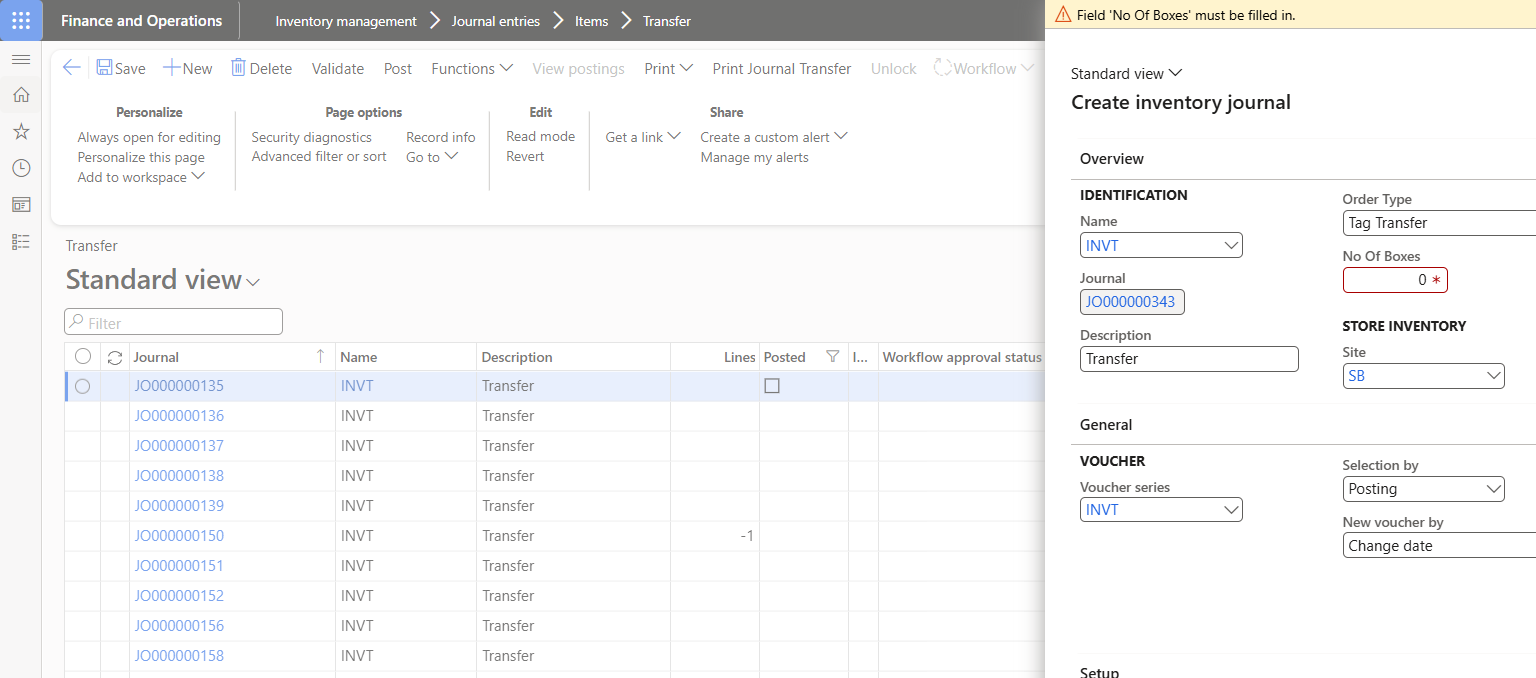 Finance and Operations
Inventory management
Journal entries
Items
Transfer
Field 'No Of Boxes' must be filled in.
Save
New
Delete
Validate
Post
Functions
View postings
Print
Print Journal Transfer
Unlock
Workflow
Personalize
Always open for editing
Personalize this page
Add to workspace
Page options
Security diagnostics
Advanced filter or sort
Record info
Go to
Edit
Read mode
Revert
Share
Get a link
Create a custom alert
Manage my alerts
Transfer
Standard view
Filter
Journal Name Description Lines Posted I... Workflow approval status
JO000000135 INVT Transfer
JO000000136 INVT Transfer
JO000000137 INVT Transfer
JO000000138 INVT Transfer
JO000000139 INVT Transfer
JO000000150 INVT Transfer -1
JO000000151 INVT Transfer
JO000000152 INVT Transfer
JO000000156 INVT Transfer
JO000000158 INVT Transfer
Standard view
Create inventory journal
Overview
IDENTIFICATION
Name
INVT
Journal
JO000000343
Description
Transfer
Order Type
Tag Transfer
No Of Boxes
0 *
STORE INVENTORY
Site
SB
General
VOUCHER
Voucher series
INVT
Selection by
Posting
New voucher by
Change date
Setup